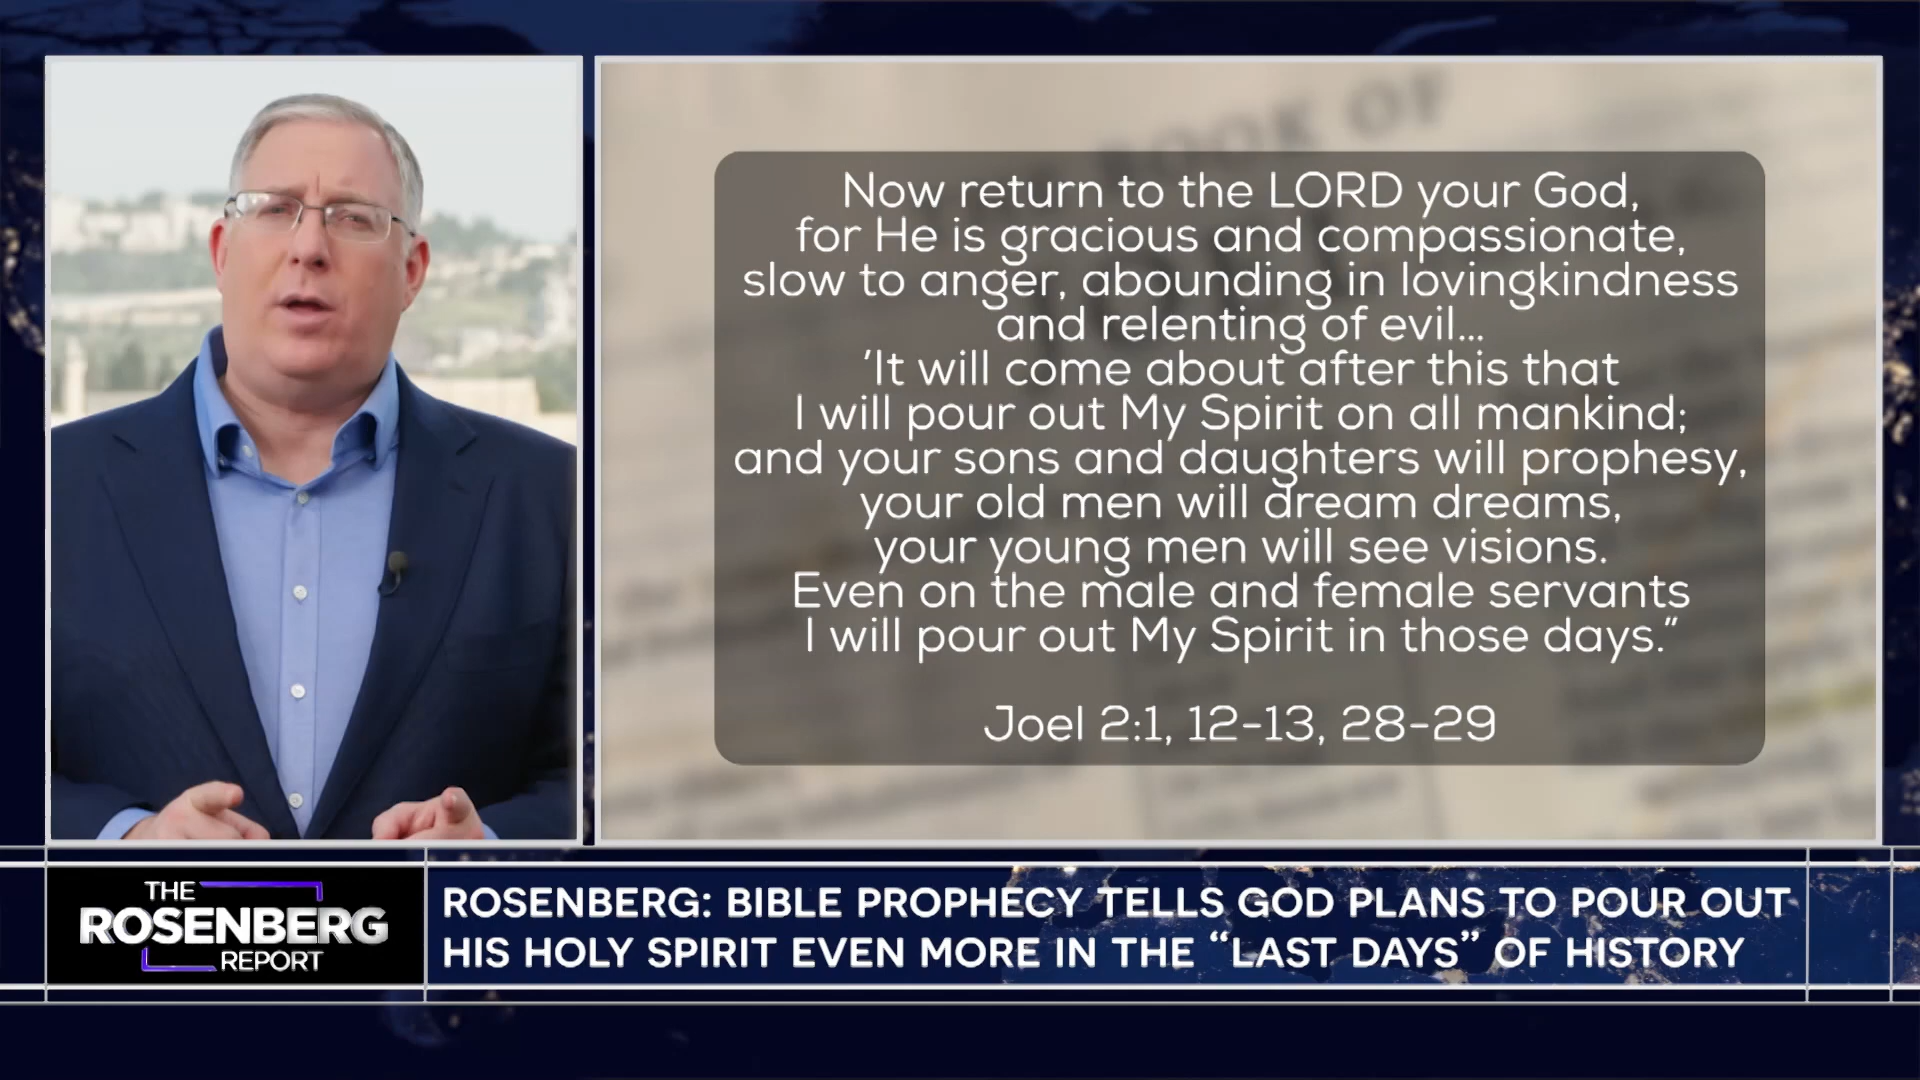 BOOK OF
Now return to the LORD your God,
for He is gracious and compassionate,
slow to anger, abounding in lovingkindness
and relenting of evil...
'It will come about after this that
I will pour out My Spirit on all mankind;
and your sons and daughters will prophesy,
your old men will dream dreams,
your young men will see visions.
Even on the male and female servants
I will pour out My Spirit in those days."
Joel 2:1, 12-13, 28-29
THE
ROSENBERG
REPORT
ROSENBERG: BIBLE PROPHECY TELLS GOD PLANS TO POUR OUT
HIS HOLY SPIRIT EVEN MORE IN THE “LAST DAYS” OF HISTORY